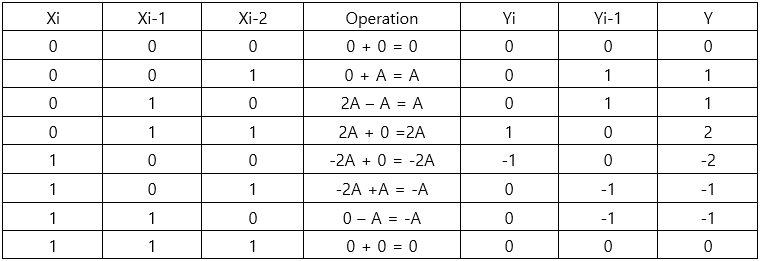 Xi Xi-1 Xi-2 Operation Yi Yi-1 Y
0 0 0 0 + 0 = 0 0 0 0
0 0 1 0 + A = A 0 1 1
0 1 0 2A – A = A 0 1 1
0 1 1 2A + 0 =2A 1 0 2
1 0 0 -2A + 0 = -2A -1 0 -2
1 0 1 -2A +A = -A 0 -1 -1
1 1 0 0 – A = -A 0 -1 -1
1 1 1 0 + 0 = 0 0 0 0